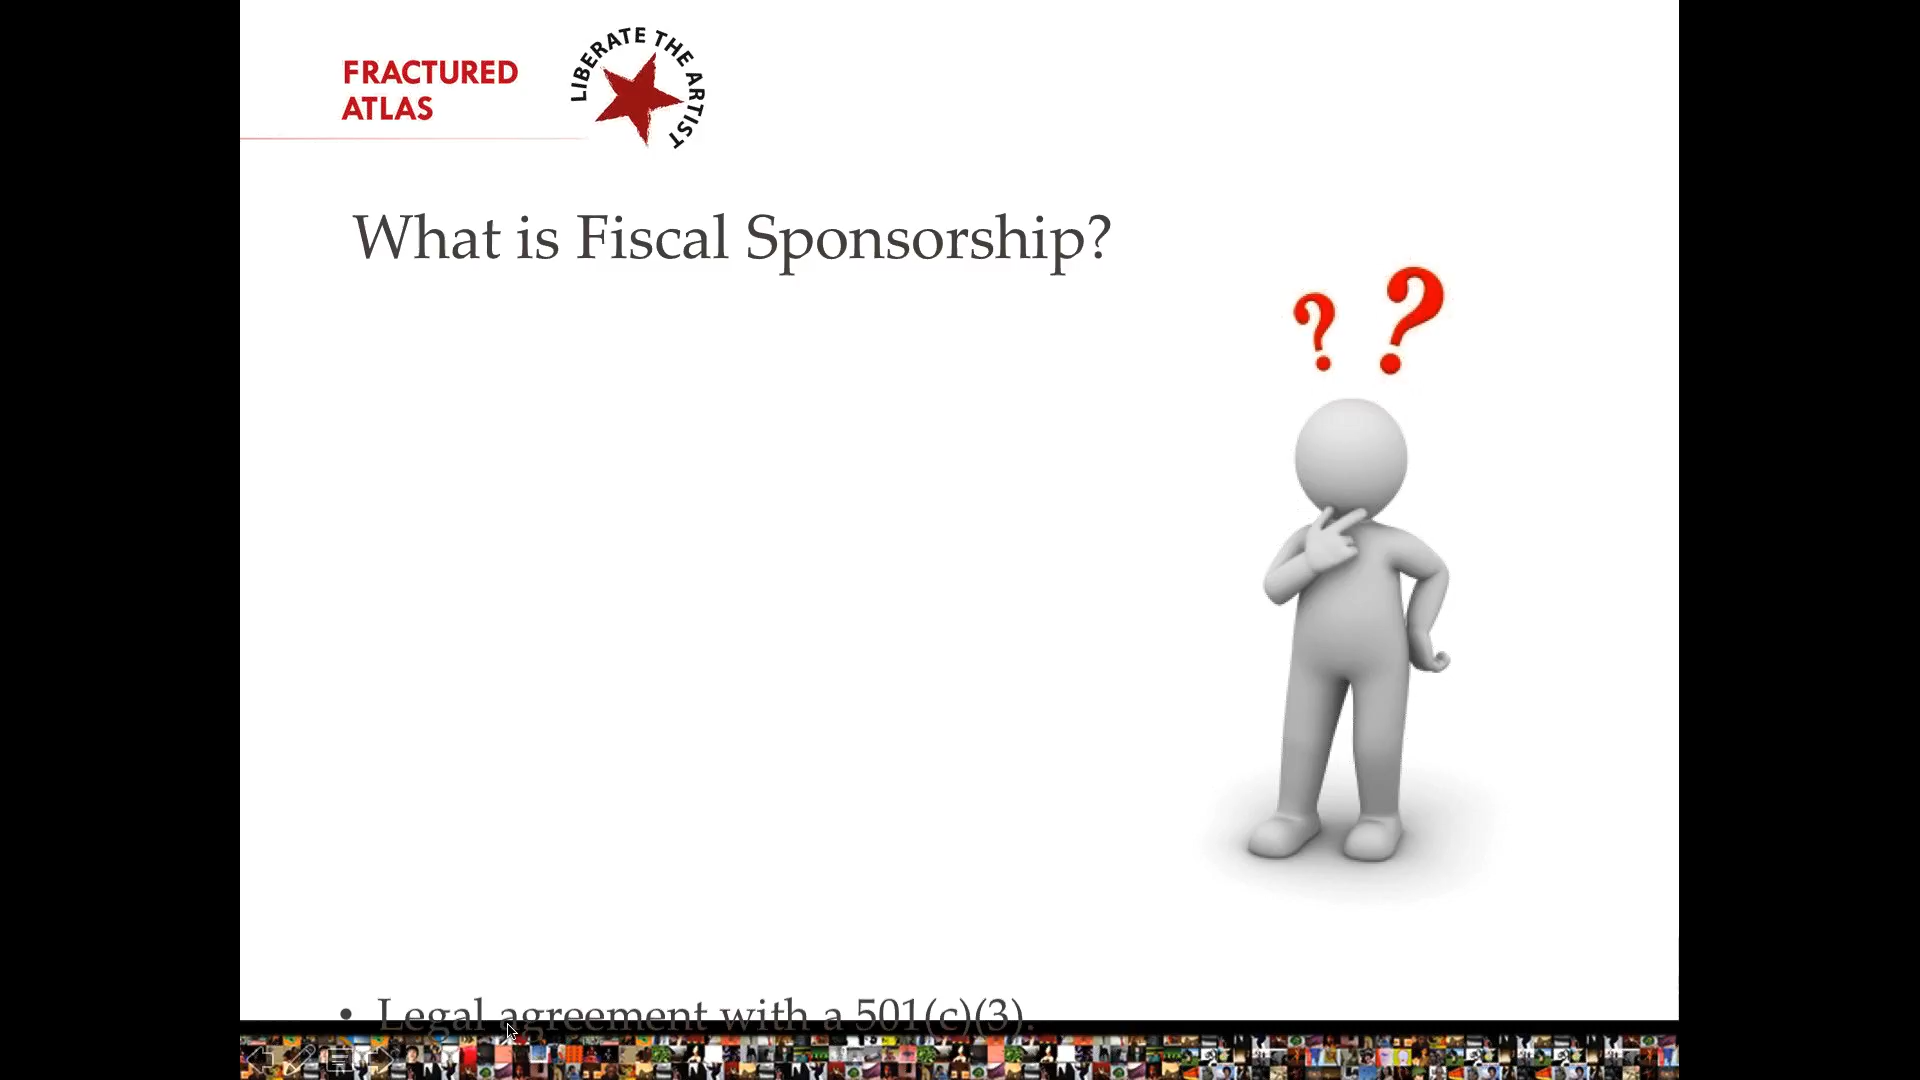 FRACTURED
ATLAS
LIBERATE THE ARTIST
What is Fiscal Sponsorship?
? ?
• Legal agreement with a 501(c)(3).